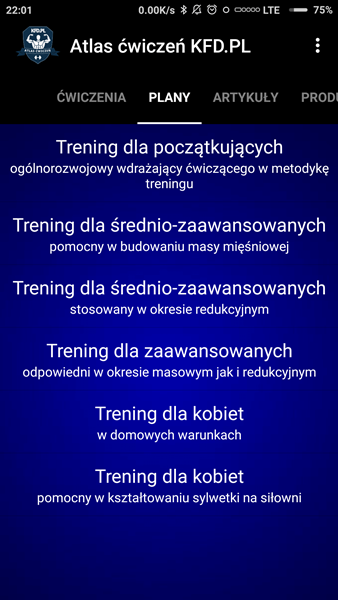 22:01 0.00K/s LTE 75%
KFD.PL
ATLAS ĆWICZEŃ
Atlas ćwiczeń KFD.PL
ĆWICZENIA PLANY ARTYKUŁY PRODU
Trening dla początkujących
ogólnorozwojowy wdrażający ćwiczącego w metodykę
treningu
Trening dla średnio-zaawansowanych
pomocny w budowaniu masy mięśniowej
Trening dla średnio-zaawansowanych
stosowany w okresie redukcyjnym
Trening dla zaawansowanych
odpowiedni w okresie masowym jak i redukcyjnym
Trening dla kobiet
w domowych warunkach
Trening dla kobiet
pomocny w kształtowaniu sylwetki na siłowni